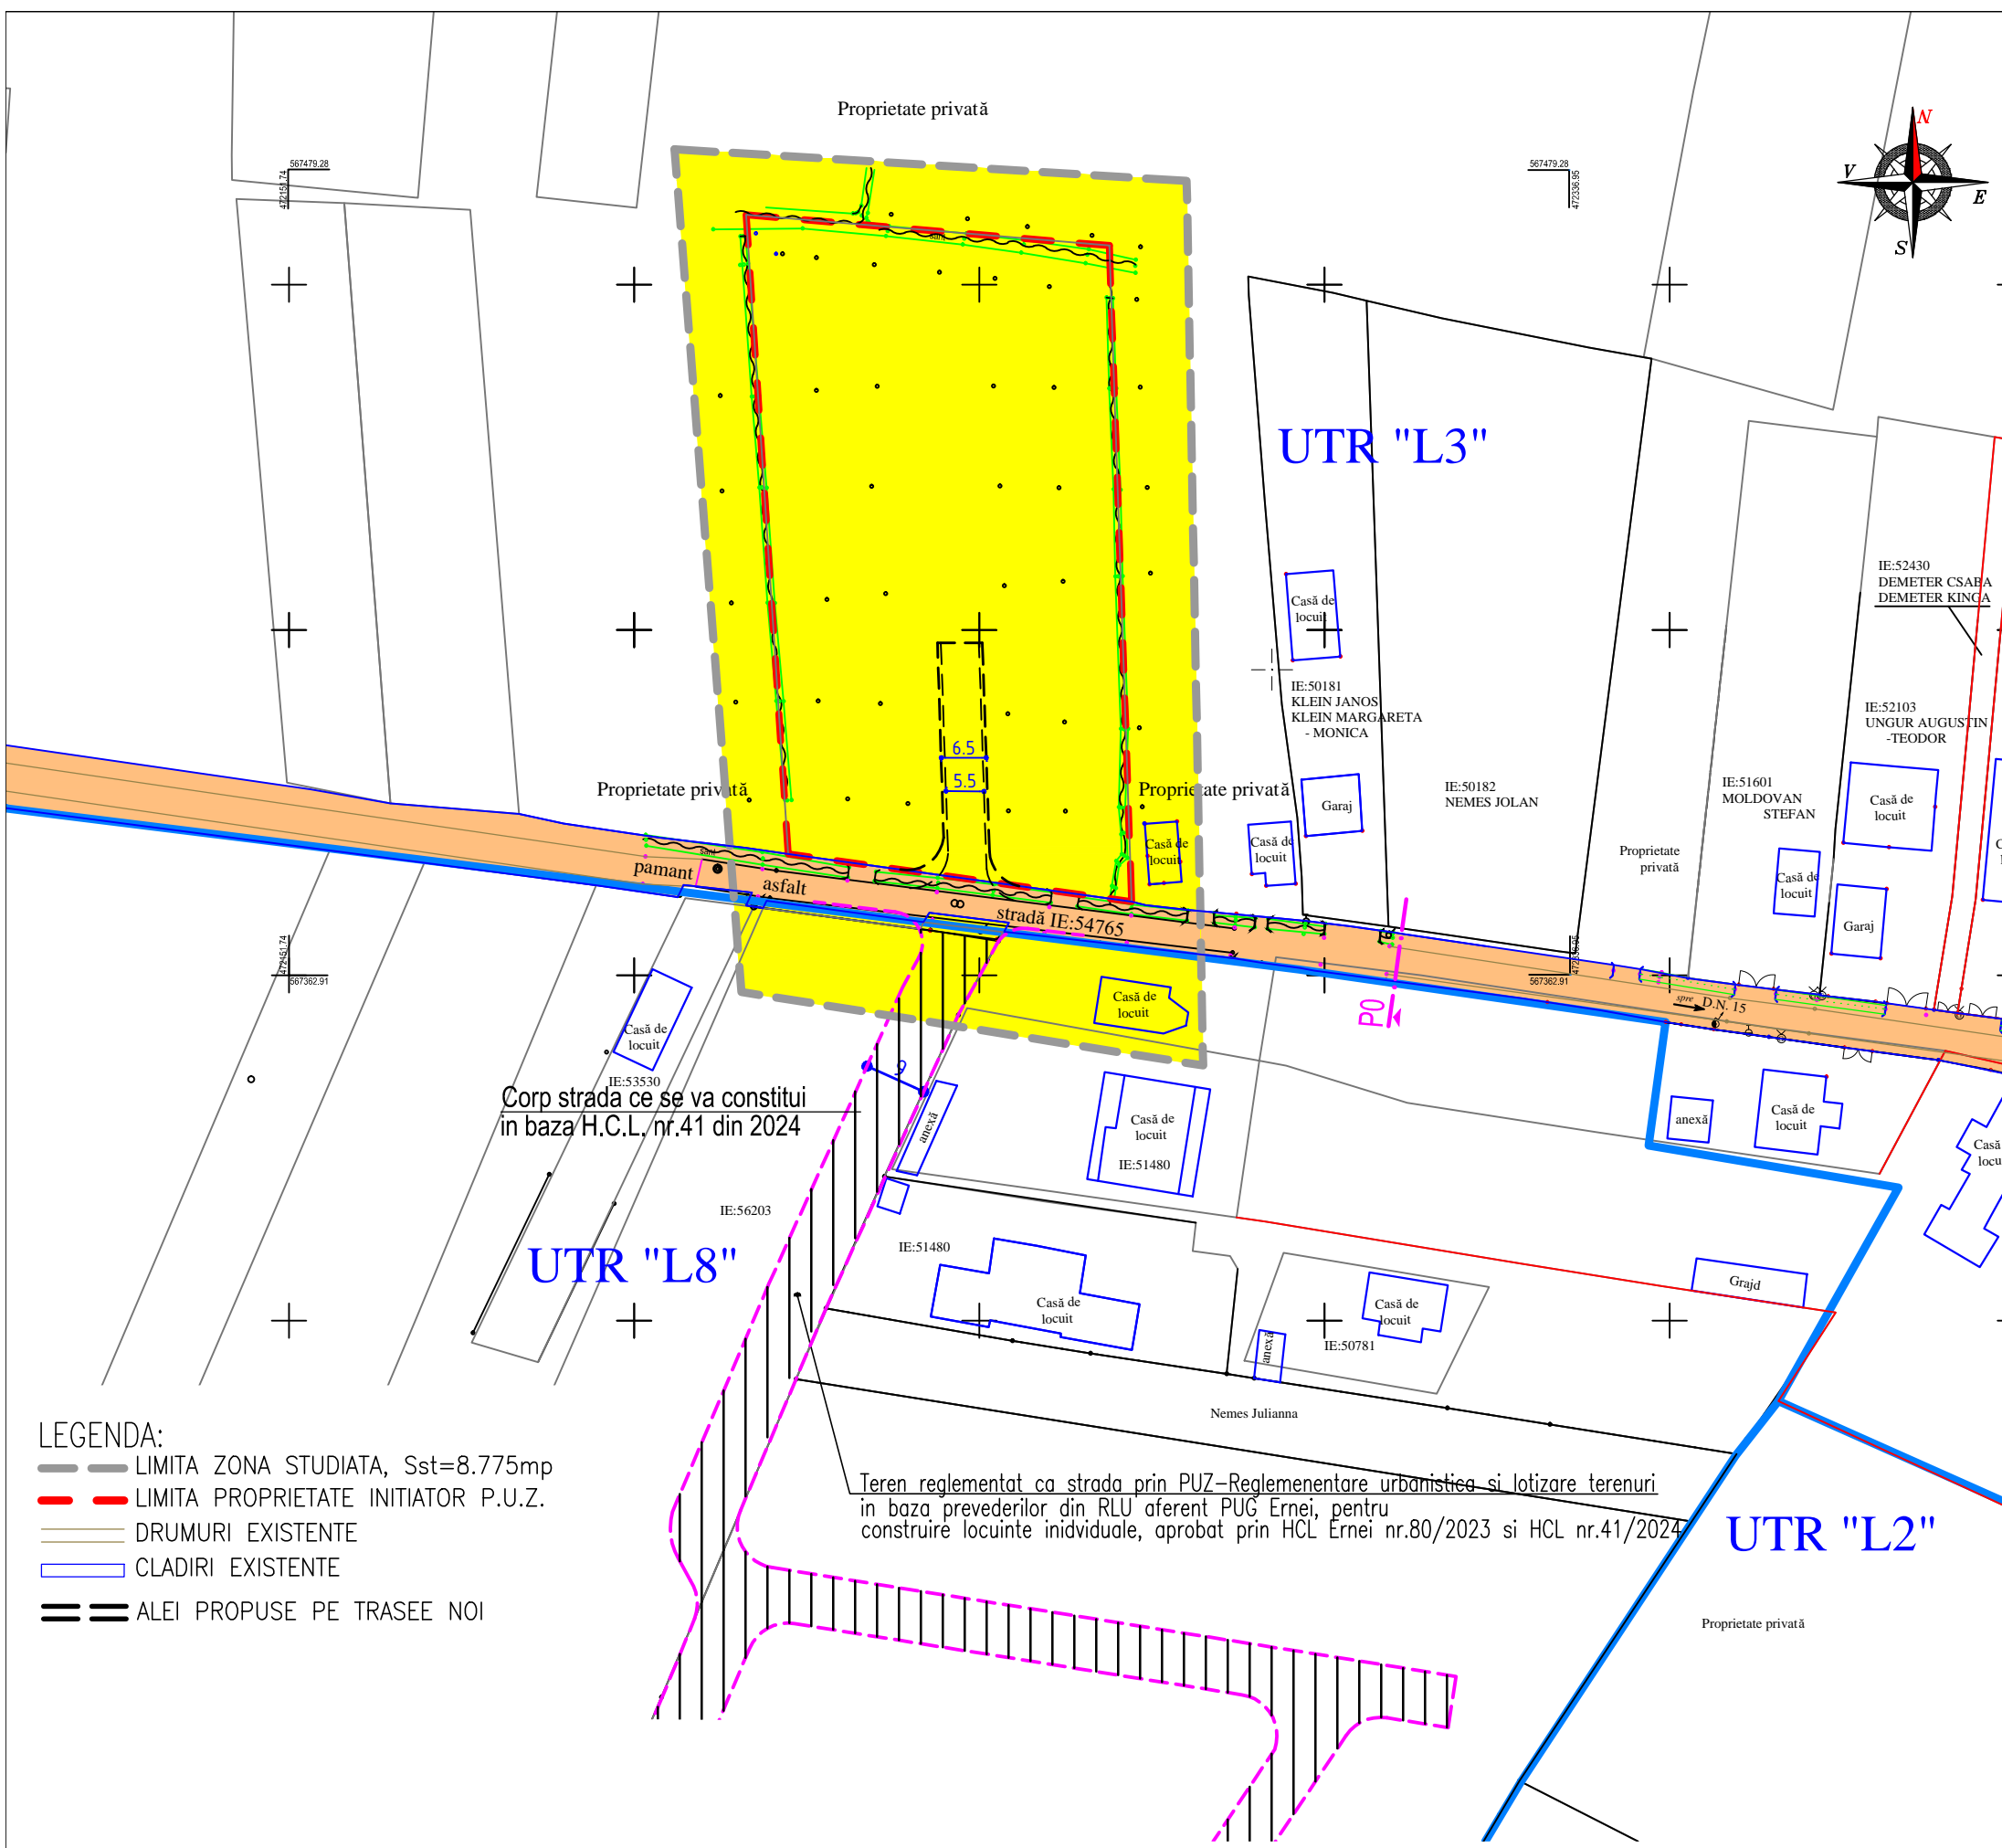 Proprietate privată
567479.28
472151.74
567479.28
472336.95
N
V
E
S
UTR "L3"
IE:52430
DEMETER CSABA
DEMETER KINGA
Casă de
locuit
IE:50181
KLEIN JANOS
KLEIN MARGARETA
- MONICA
IE:52103
UNGUR AUGUSTIN
-TEODOR
6.5
5.5
Proprietate privată
Proprietate privată
IE:50182
NEMES JOLAN
IE:51601
MOLDOVAN
STEFAN
Garaj
Casă de
locuit
Casă de
locuit
Casă de
locuit
Proprietate
privată
Casă de
locuit
Garaj
pamant
asfalt
stradă IE:54765
472151.74
567362.91
567362.91
472336.95
spre
D.N. 15
P0
Casă de
locuit
Casă de
locuit
IE:53530
9
Corp strada ce se va constitui
in baza H.C.L. nr.41 din 2024
anexă
Casă de
locuit
IE:51480
anexă
Casă de
locuit
Casă
locu
IE:56203
UTR "L8"
IE:51480
Casă de
locuit
Casă de
locuit
anexă
IE:50781
Grajd
Nemes Julianna
LEGENDA:
LIMITA ZONA STUDIATA, Sst=8.775mp
LIMITA PROPRIETATE INITIATOR P.U.Z.
DRUMURI EXISTENTE
CLADIRI EXISTENTE
ALEI PROPUSE PE TRASEE NOI
Teren reglementat ca strada prin PUZ-Reglemenentare urbanistica si lotizare terenuri
in baza prevederilor din RLU aferent PUG Ernei, pentru
construire locuinte inidviduale, aprobat prin HCL Ernei nr.80/2023 si HCL nr.41/2024
UTR "L2"
Proprietate privată